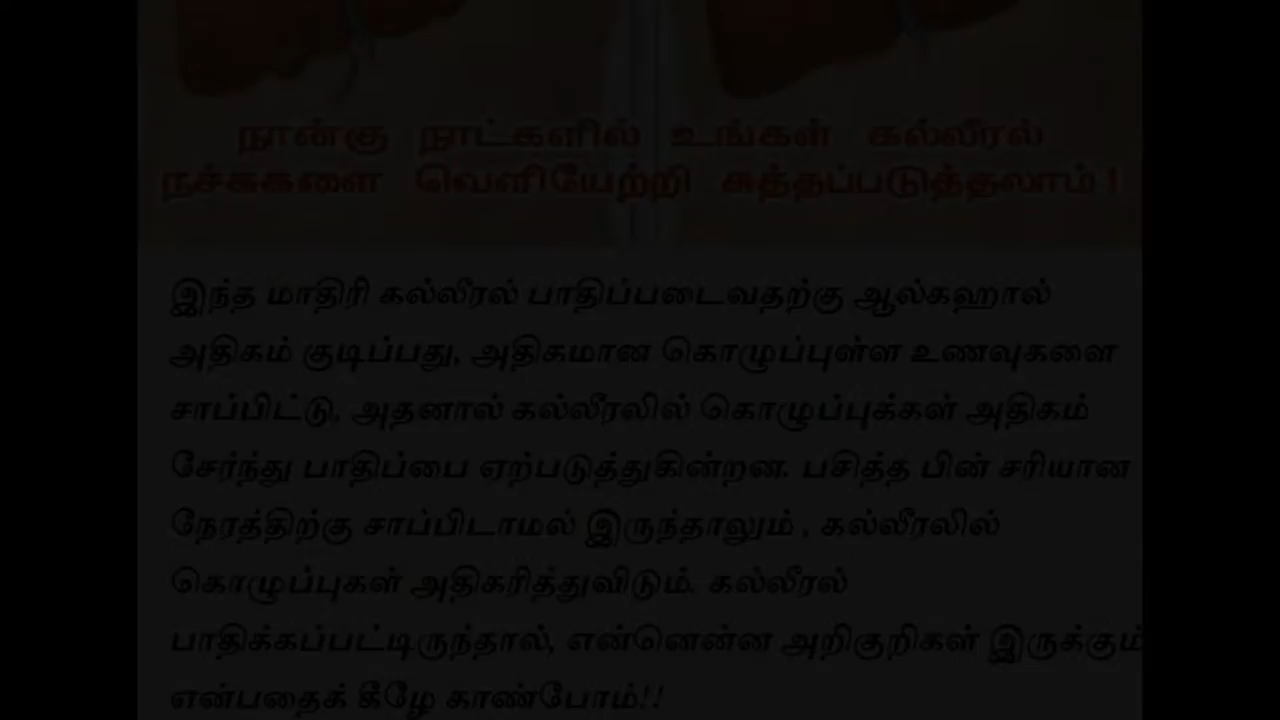 நான்கு நாட்களில் உங்கள் கல்லீரல்
நச்சுகளை வெளியேற்றி சுத்தப்படுத்தலாம் !
இந்த மாதிரி கல்லீரல் பாதிப்படைவதற்கு ஆல்கஹால்
அதிகம் குடிப்பது, அதிகமான கொழுப்புள்ள உணவுகளை
சாப்பிட்டு, அதனால் கல்லீரலில் கொழுப்புக்கள் அதிகம்
சேர்ந்து பாதிப்பை ஏற்படுத்துகின்றன. பசித்த பின் சரியான
நேரத்திற்கு சாப்பிடாமல் இருந்தாலும் , கல்லீரலில்
கொழுப்புகள் அதிகரித்துவிடும். கல்லீரல்
பாதிக்கப்பட்டிருந்தால், என்னென்ன அறிகுறிகள் இருக்கும்
என்பதைக் கீழே காண்போம்!!